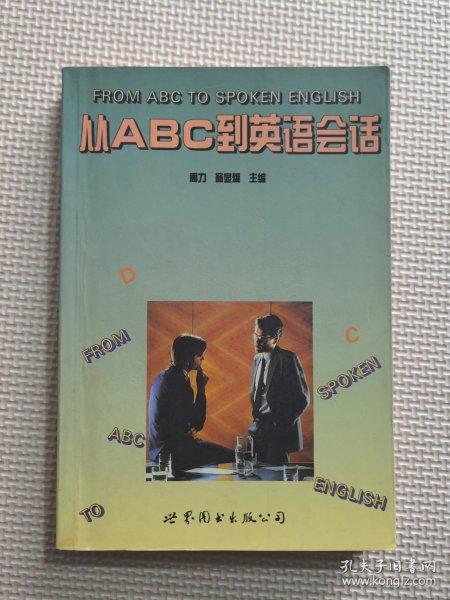 FROM ABC TO SPOKEN ENGLISH
从ABC到英语会话
周力 翁显雄 主编
D
FROM
C
SPOKEN
ABC
ENGLISH
TO
世界图书出版公司
孔夫子旧书网
www.kongfz.com